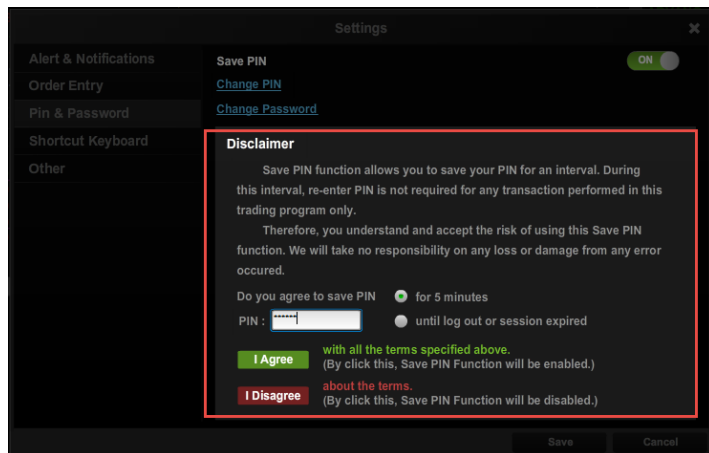 Settings
Alert & Notifications
Order Entry
Pin & Password
Shortcut Keyboard
Other
Save PIN
ON
Change PIN
Change Password
Disclaimer
Save PIN function allows you to save your PIN for an interval. During
this interval, re-enter PIN is not required for any transaction performed in this
trading program only.
Therefore, you understand and accept the risk of using this Save PIN
function. We will take no responsibility on any loss or damage from any error
occured.
Do you agree to save PIN
for 5 minutes
PIN : ******
until log out or session expired
I Agree
with all the terms specified above.
(By click this, Save PIN Function will be enabled.)
I Disagree
about the terms.
(By click this, Save PIN Function will be disabled.)
Save
Cancel